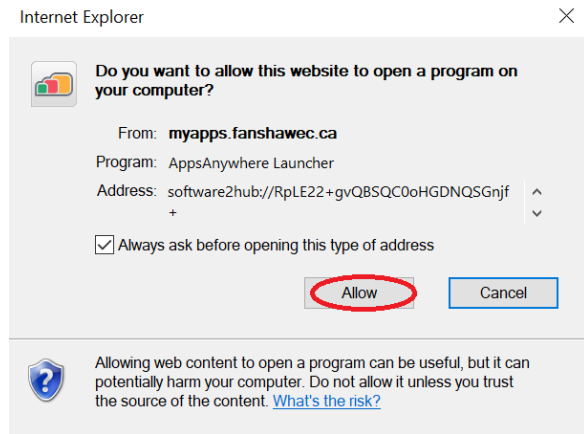 Internet Explorer
Do you want to allow this website to open a program on
your computer?
From: myapps.fanshawec.ca
Program: AppsAnywhere Launcher
Address: software2hub://RpLE22+gvQBSQC0oHGDNQSGnjf
+
Always ask before opening this type of address
Allow
Cancel
Allowing web content to open a program can be useful, but it can
potentially harm your computer. Do not allow it unless you trust
the source of the content. What's the risk?